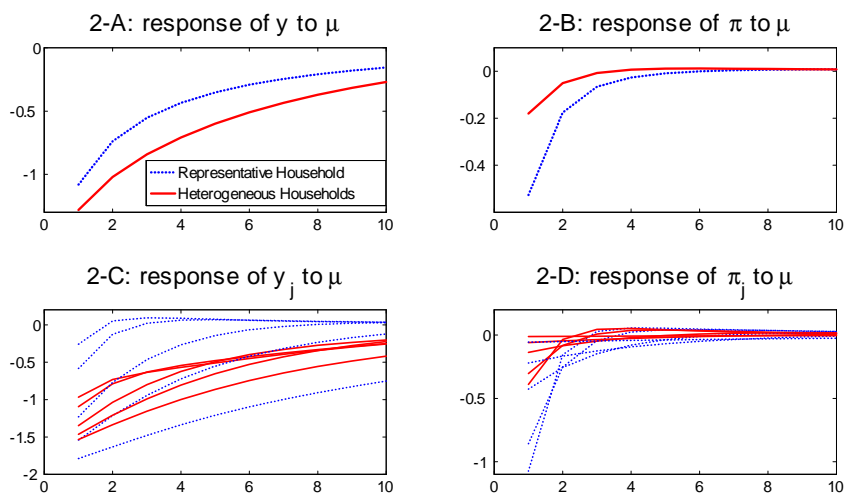 2-A: response of y to μ
0
-0.5
-1
0 2 4 6 8 10
Representative Household
Heterogeneous Households
2-B: response of π to μ
0
-0.2
-0.4
0 2 4 6 8 10
2-C: response of y_j to μ
0
-0.5
-1
-1.5
-2
0 2 4 6 8 10
2-D: response of π_j to μ
0
-1
0 2 4 6 8 10